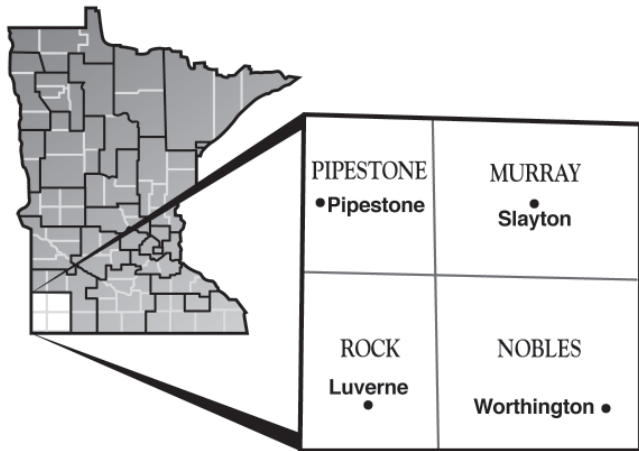 PIPESTONE
Pipestone
MURRAY
Slayton
ROCK
Luverne
NOBLES
Worthington